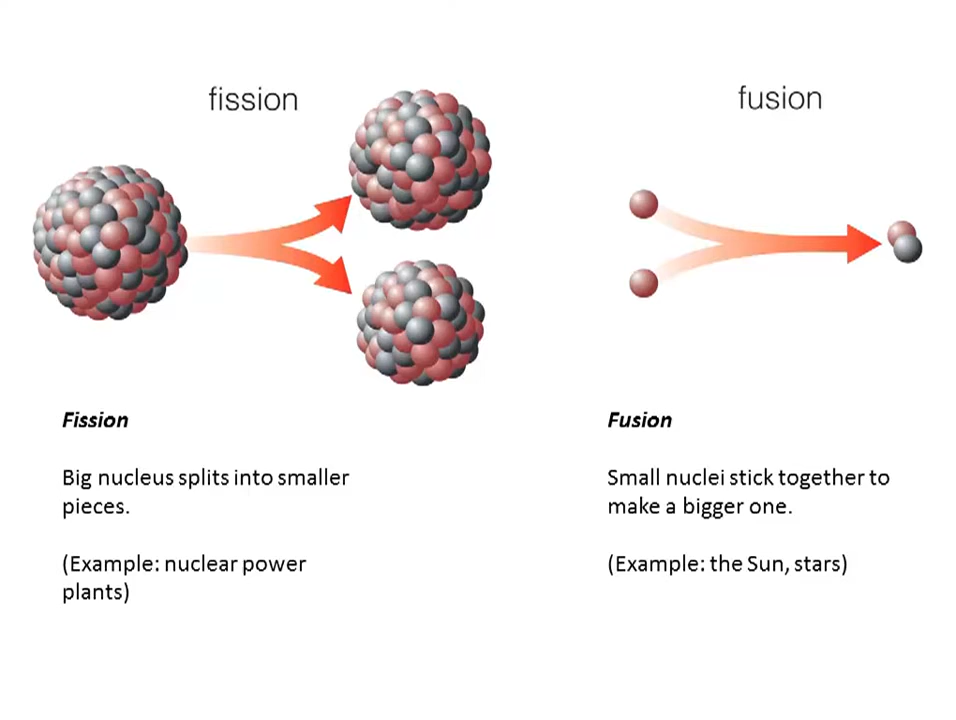 fission
fusion
Fission
Big nucleus splits into smaller
pieces.
(Example: nuclear power
plants)
Fusion
Small nuclei stick together to
make a bigger one.
(Example: the Sun, stars)